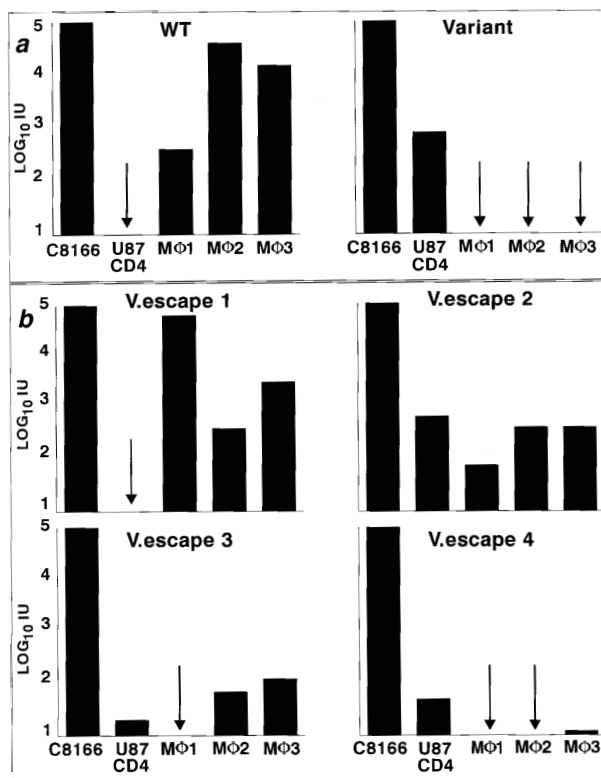 a
WT
Variant
5
4
3
2
1
LOG10 IU
C8166 U87 CD4 MΦ1 MΦ2 MΦ3
C8166 U87 CD4 MΦ1 MΦ2 MΦ3
b
V.escape 1
V.escape 2
5
4
3
2
1
LOG10 IU
V.escape 3
V.escape 4
5
4
3
2
1
LOG10 IU
C8166 U87 CD4 MΦ1 MΦ2 MΦ3
C8166 U87 CD4 MΦ1 MΦ2 MΦ3